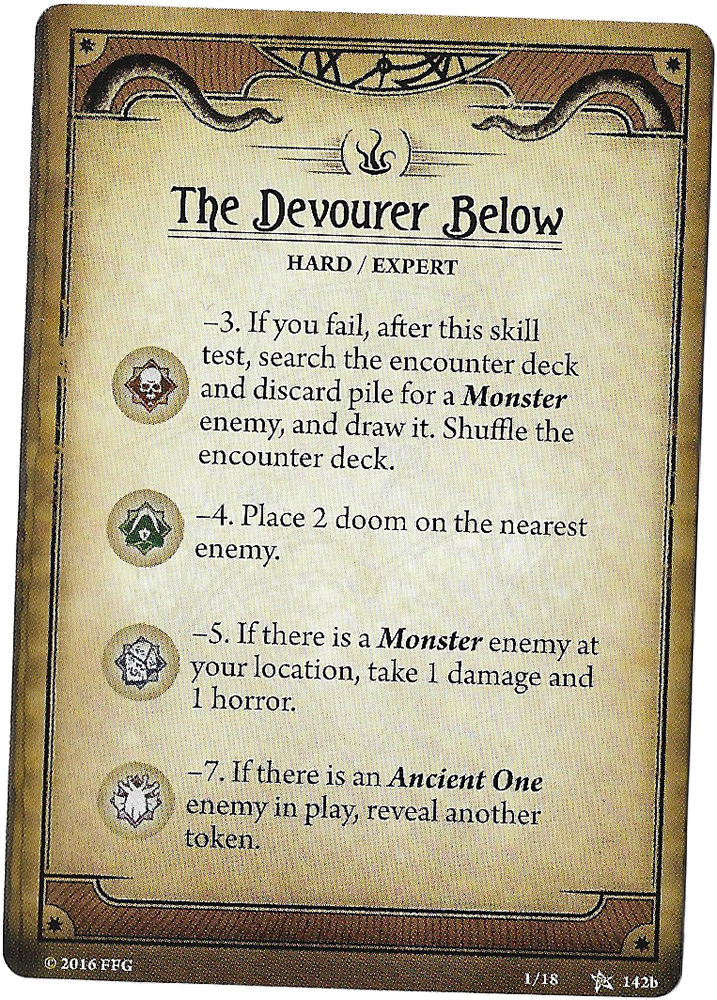 The Devourer Below
HARD / EXPERT
–3. If you fail, after this skill
test, search the encounter deck
and discard pile for a Monster
enemy, and draw it. Shuffle the
encounter deck.
–4. Place 2 doom on the nearest
enemy.
–5. If there is a Monster enemy at
your location, take 1 damage and
1 horror.
–7. If there is an Ancient One
enemy in play, reveal another
token.
© 2016 FFG
1/18 142b